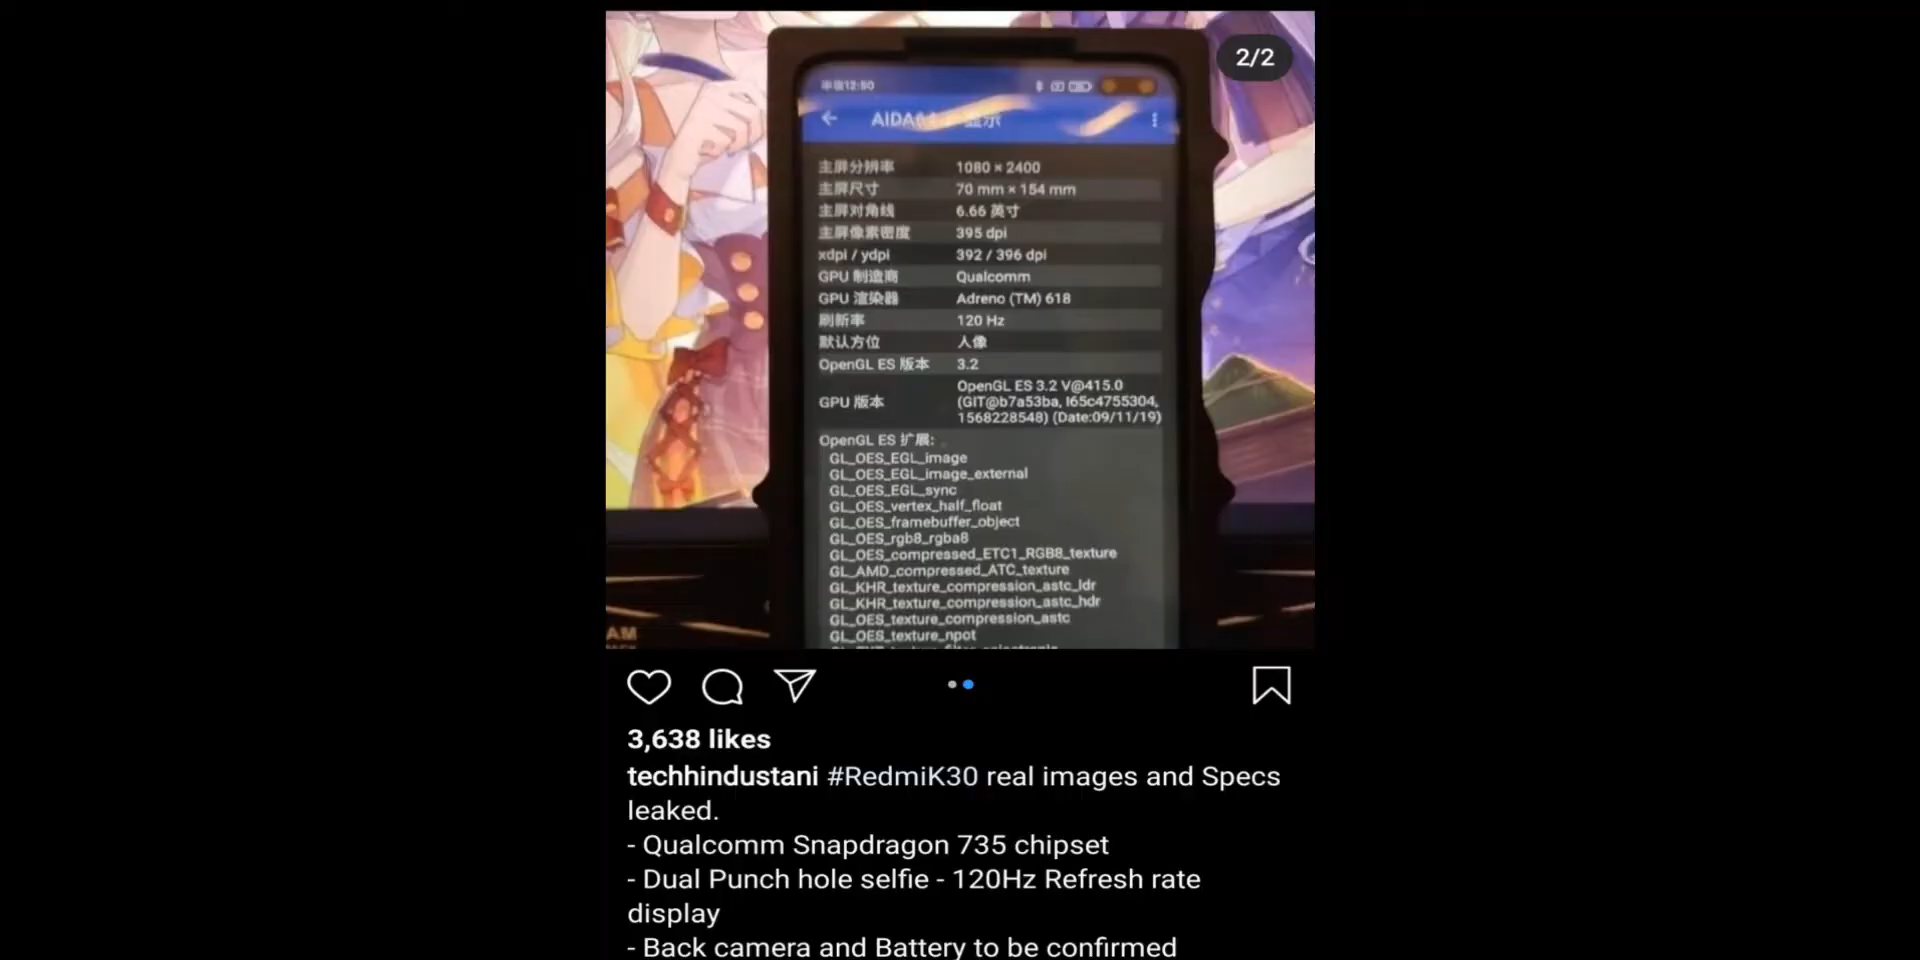 2/2
12:50
AIDA64 显示
主屏分辨率 1080 × 2400
主屏尺寸 70 mm × 154 mm
主屏对角线 6.66 英寸
主屏像素密度 395 dpi
xdpi / ydpi 392 / 396 dpi
GPU 制造商 Qualcomm
GPU 渲染器 Adreno (TM) 618
刷新率 120 Hz
默认方位 人像
OpenGL ES 版本 3.2
GPU 版本 OpenGL ES 3.2 V@415.0
(GIT@b7a53ba, I65c4755304,
1568228548) (Date:09/11/19)
OpenGL ES 扩展:
GL_OES_EGL_image
GL_OES_EGL_image_external
GL_OES_EGL_sync
GL_OES_vertex_half_float
GL_OES_framebuffer_object
GL_OES_rgb8_rgba8
GL_OES_compressed_ETC1_RGB8_texture
GL_AMD_compressed_ATC_texture
GL_KHR_texture_compression_astc_ldr
GL_KHR_texture_compression_astc_hdr
GL_OES_texture_compression_astc
GL_OES_texture_npot
AM
3,638 likes
techhindustani #RedmiK30 real images and Specs
leaked.
- Qualcomm Snapdragon 735 chipset
- Dual Punch hole selfie - 120Hz Refresh rate
display
- Back camera and Battery to be confirmed